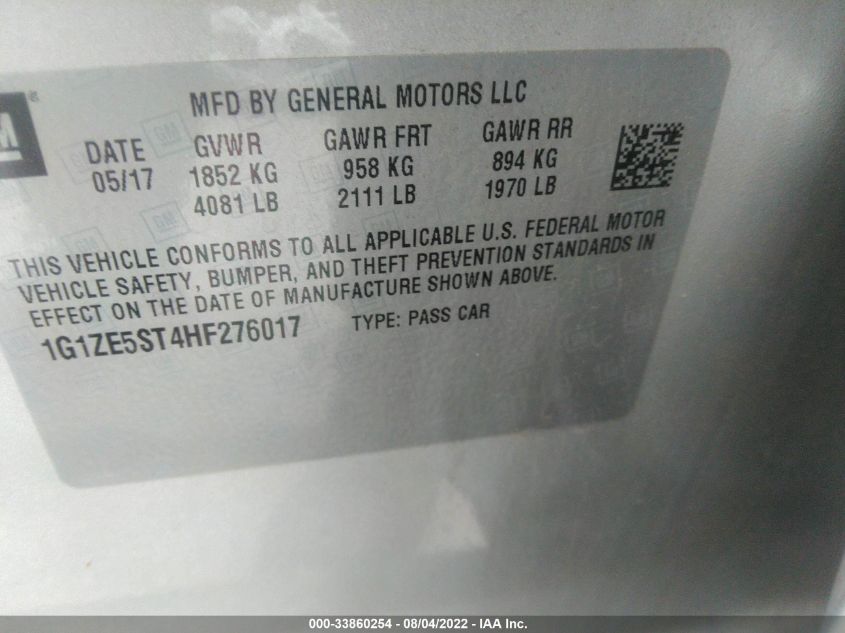 MFD BY GENERAL MOTORS LLC
DATE GVWR GAWR FRT GAWR RR
05/17 1852 KG 958 KG 894 KG
4081 LB 2111 LB 1970 LB
THIS VEHICLE CONFORMS TO ALL APPLICABLE U.S. FEDERAL MOTOR
VEHICLE SAFETY, BUMPER, AND THEFT PREVENTION STANDARDS IN
EFFECT ON THE DATE OF MANUFACTURE SHOWN ABOVE.
1G1ZE5ST4HF276017 TYPE: PASS CAR
000-33860254 - 08/04/2022 - IAA Inc.